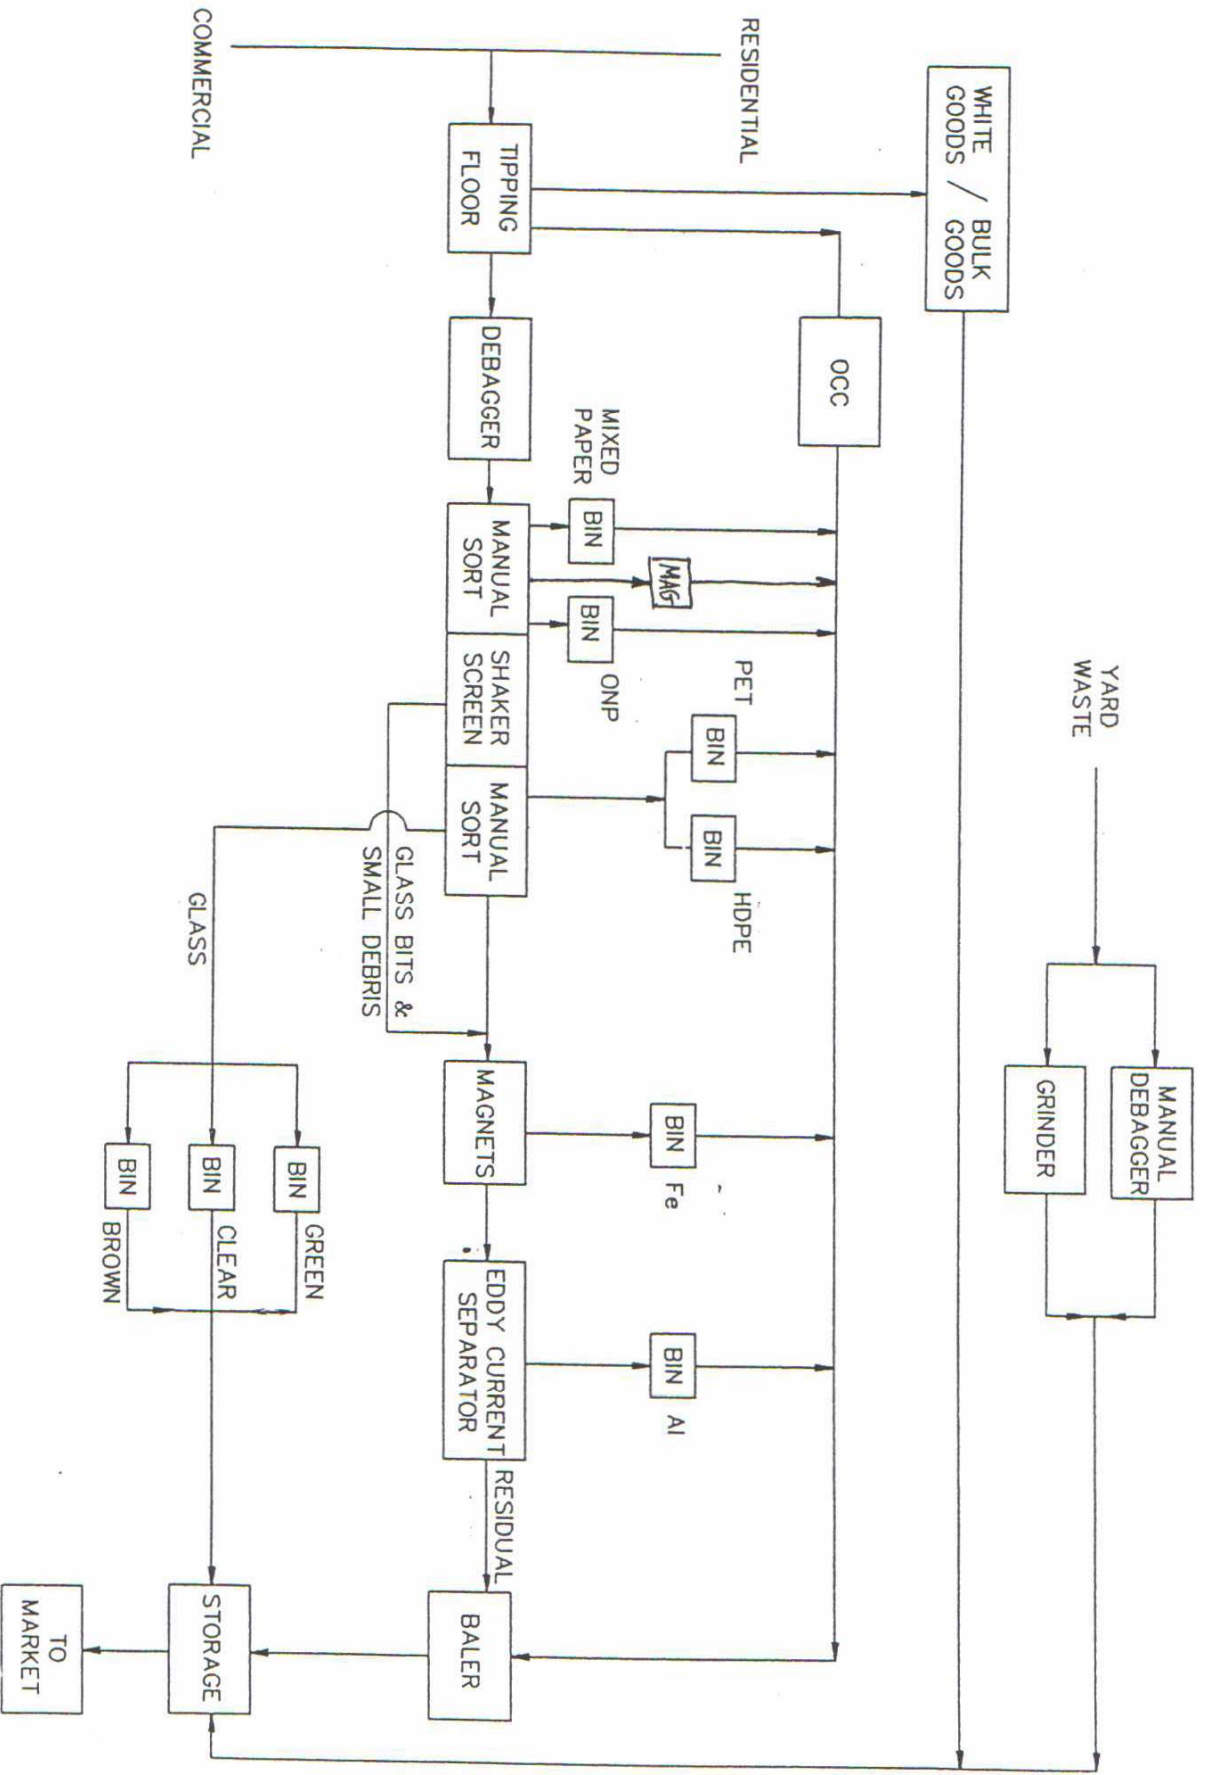 YARD
WASTE
MANUAL
DEBAGGER
GRINDER
WHITE / BULK
GOODS GOODS
OCC
RESIDENTIAL
COMMERCIAL
TIPPING
FLOOR
DEBAGGER
MIXED
PAPER
BIN
MAG
BIN
ONP
MANUAL
SORT
SHAKER
SCREEN
MANUAL
SORT
PET
BIN
BIN
HDPE
GLASS BITS &
SMALL DEBRIS
GLASS
MAGNETS
BIN
Fe
EDDY CURRENT
SEPARATOR
BIN
Al
RESIDUAL
BALER
BIN
GREEN
BIN
CLEAR
BIN
BROWN
STORAGE
TO
MARKET